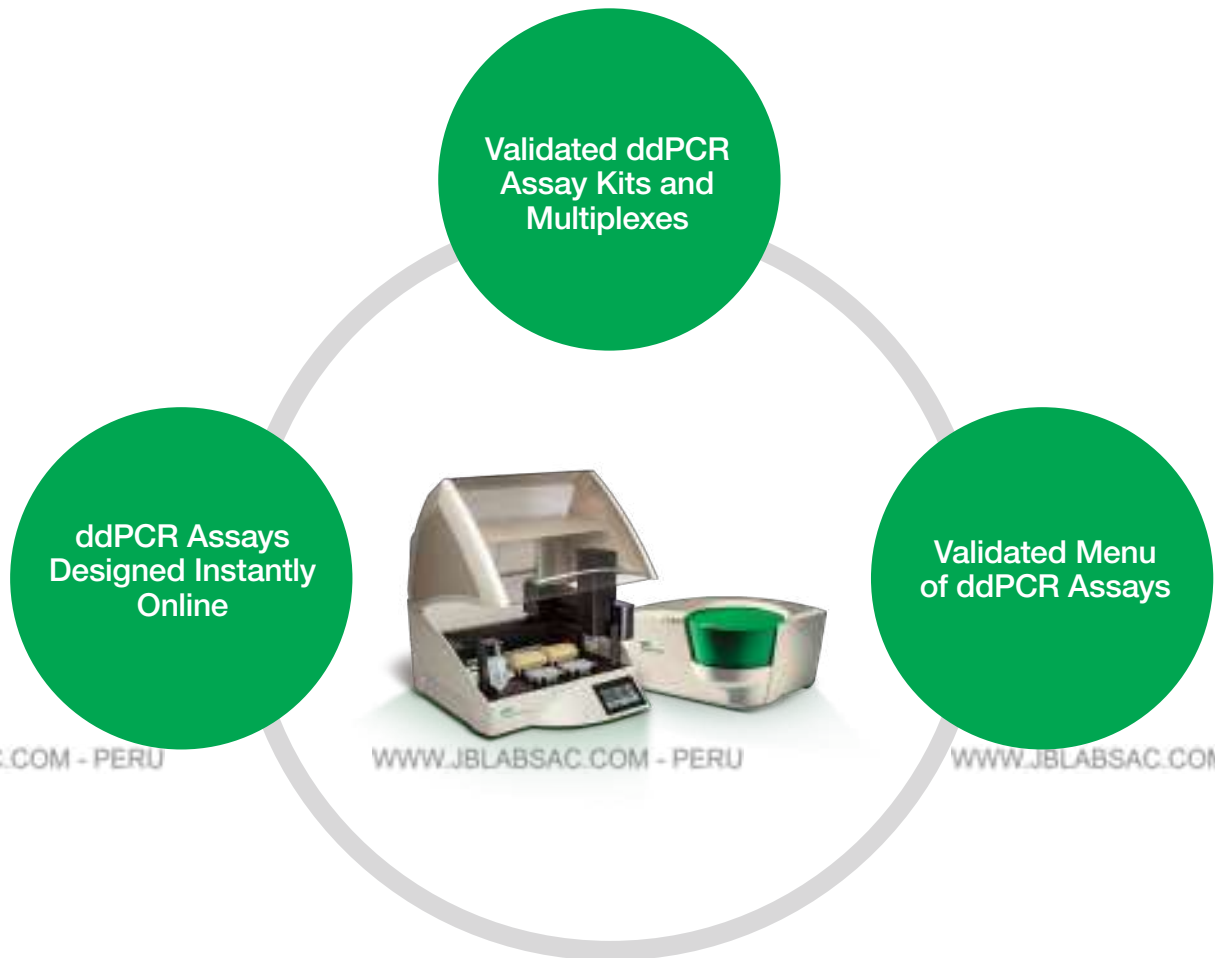 Validated ddPCR
Assay Kits and
Multiplexes
ddPCR Assays
Designed Instantly
Online
Validated Menu
of ddPCR Assays
C.COM - PERU
WWW.JBLABSAC.COM - PERU
WWW.JBLABSAC.COM